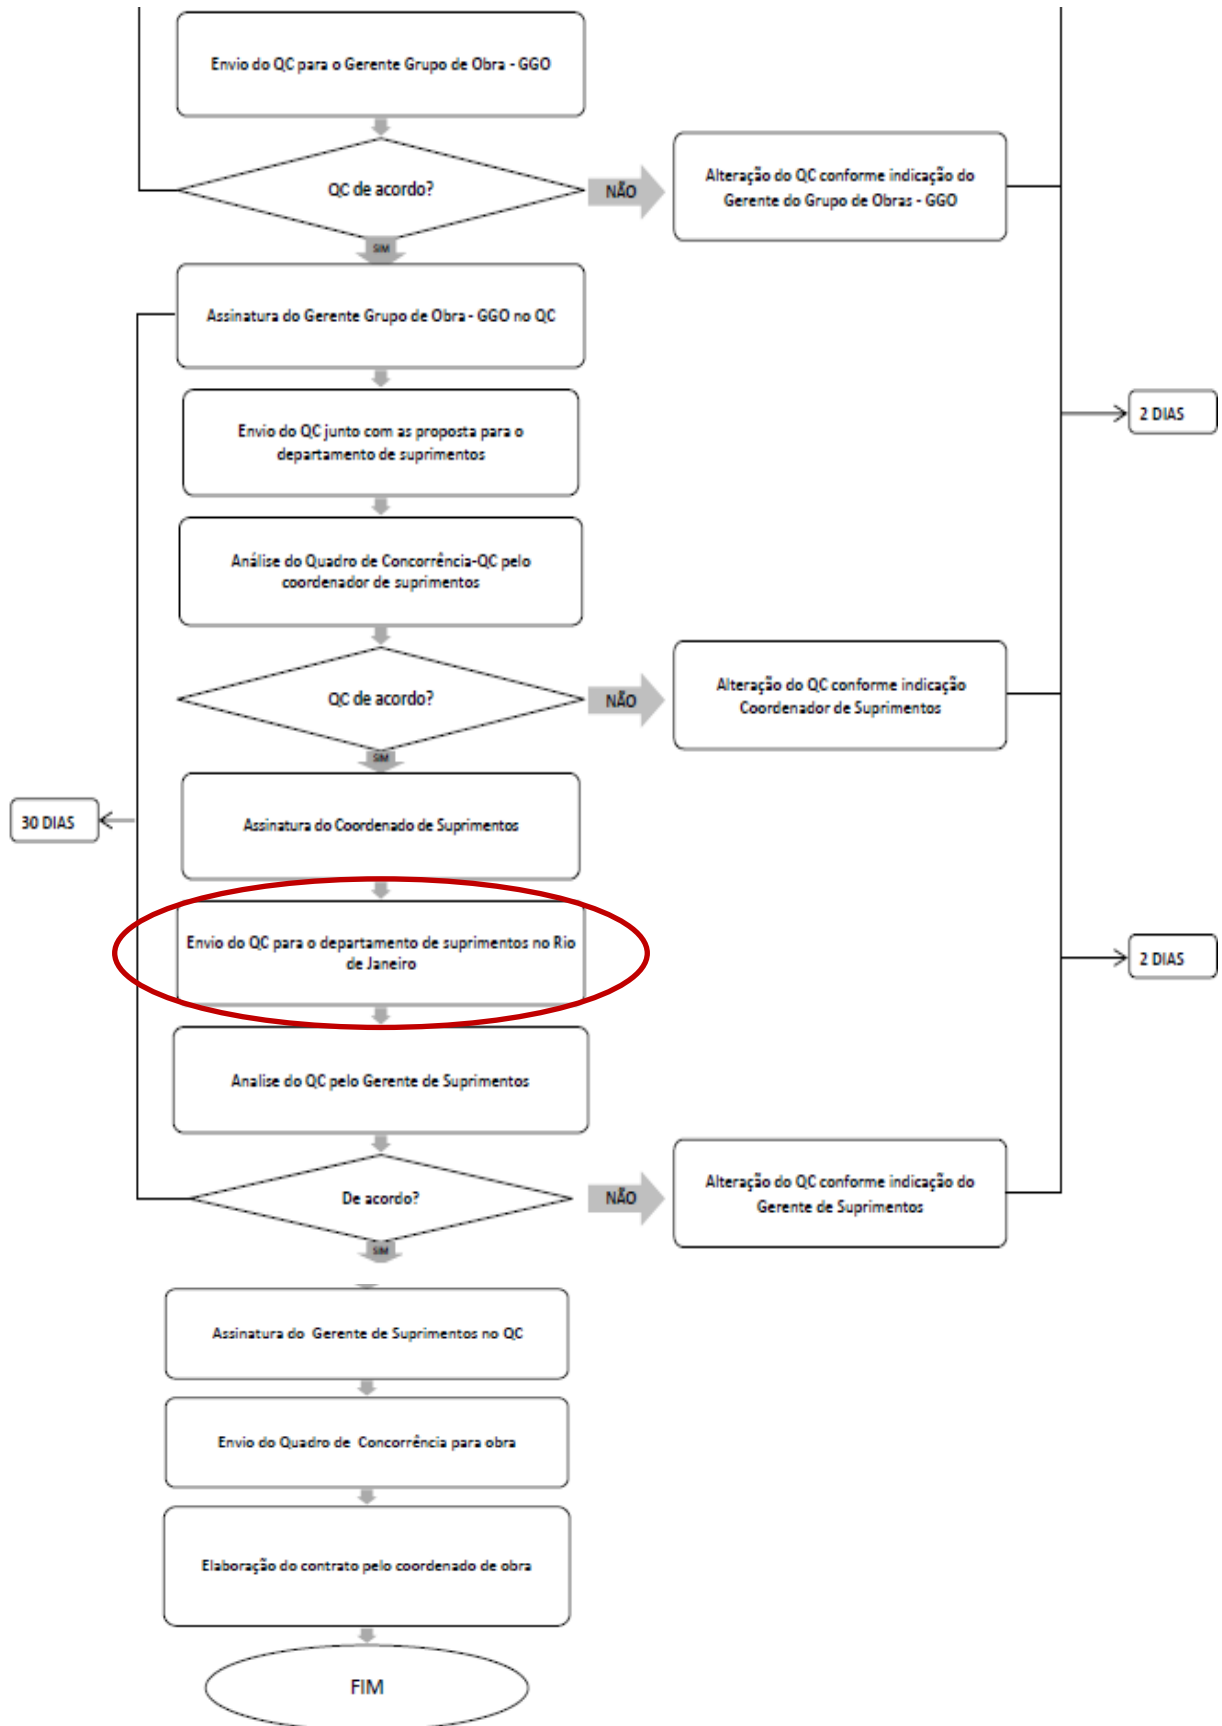 Envio do QC para o Gerente Grupo de Obra - GGO
QC de acordo?
NÃO
Alteração do QC conforme indicação do
Gerente do Grupo de Obras - GGO
SIM
Assinatura do Gerente Grupo de Obra - GGO no QC
2 DIAS
Envio do QC junto com as proposta para o
departamento de suprimentos
Análise do Quadro de Concorrência-QC pelo
coordenador de suprimentos
QC de acordo?
NÃO
Alteração do QC conforme indicação
Coordenador de Suprimentos
SIM
30 DIAS
Assinatura do Coordenado de Suprimentos
Envio do QC para o departamento de suprimentos no Rio
de Janeiro
2 DIAS
Analise do QC pelo Gerente de Suprimentos
De acordo?
NÃO
Alteração do QC conforme indicação do
Gerente de Suprimentos
SIM
Assinatura do Gerente de Suprimentos no QC
Envio do Quadro de Concorrência para obra
Elaboração do contrato pelo coordenado de obra
FIM